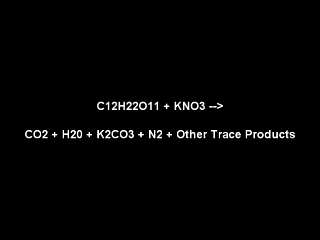 C12H22O11 + KNO3 -->
CO2 + H20 + K2CO3 + N2 + Other Trace Products